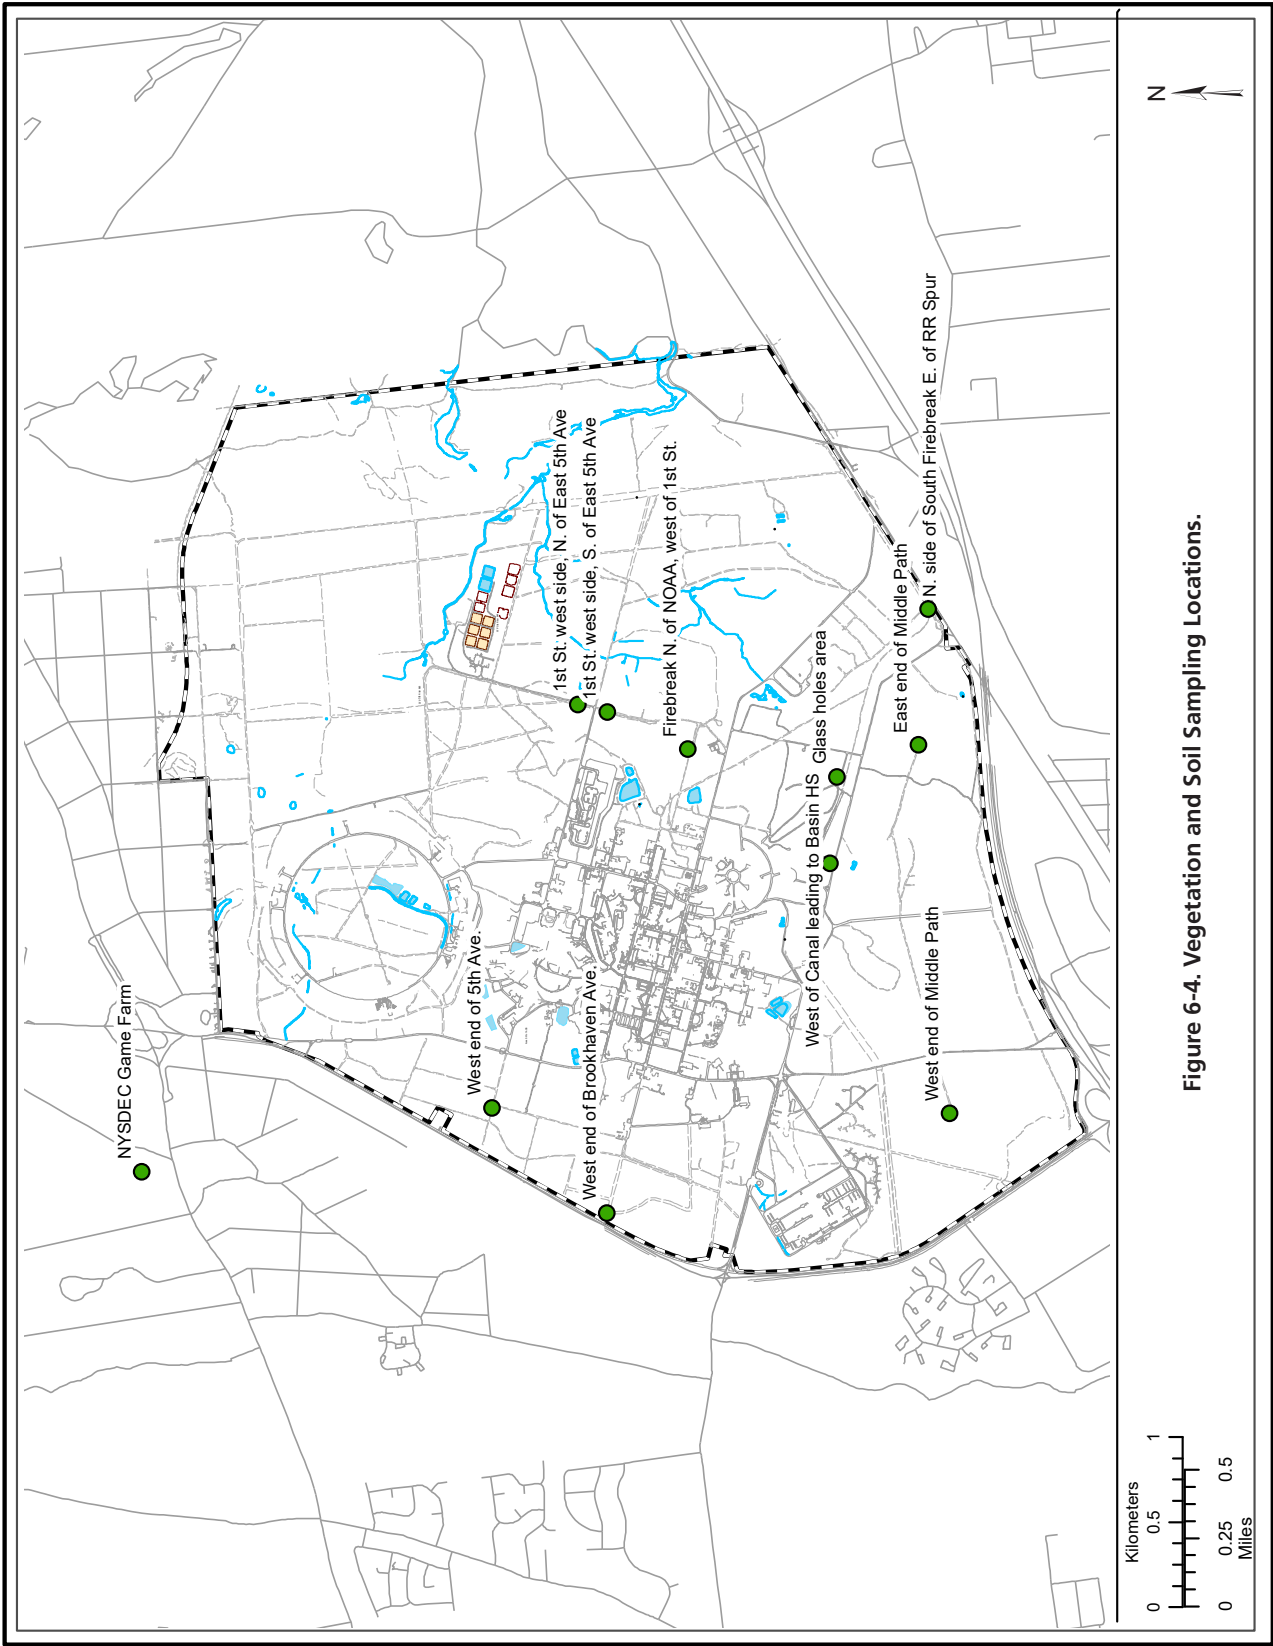 NYSDEC Game Farm
West end of 5th Ave.
West end of Brookhaven Ave.
1st St. west side, N. of East 5th Ave
1st St. west side, S. of East 5th Ave
Firebreak N. of NOAA, west of 1st St.
West of Canal leading to Basin HS
Glass holes area
East end of Middle Path
West end of Middle Path
N. side of South Firebreak E. of RR Spur
N
Kilometers
0 0.5 1
0 0.25 0.5
Miles
Figure 6-4. Vegetation and Soil Sampling Locations.